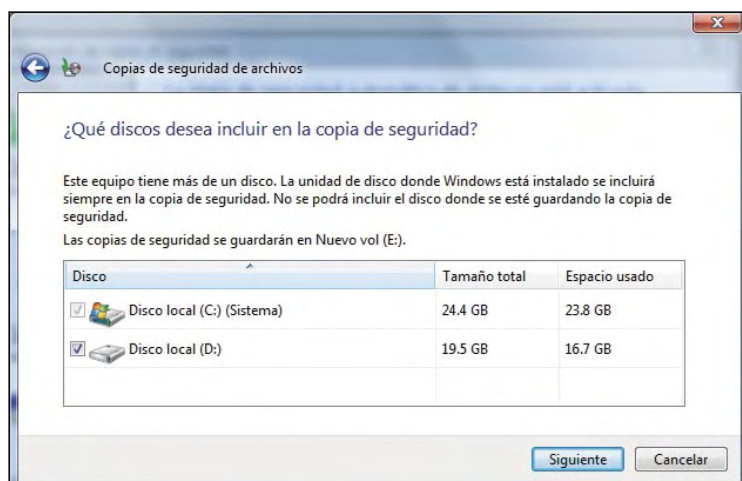 Copias de seguridad de archivos
¿Qué discos desea incluir en la copia de seguridad?
Este equipo tiene más de un disco. La unidad de disco donde Windows está instalado se incluirá
siempre en la copia de seguridad. No se podrá incluir el disco donde se esté guardando la copia de
seguridad.
Las copias de seguridad se guardarán en Nuevo vol (E:).
Disco Tamaño total Espacio usado
Disco local (C:) (Sistema) 24.4 GB 23.8 GB
Disco local (D:) 19.5 GB 16.7 GB
Siguiente Cancelar